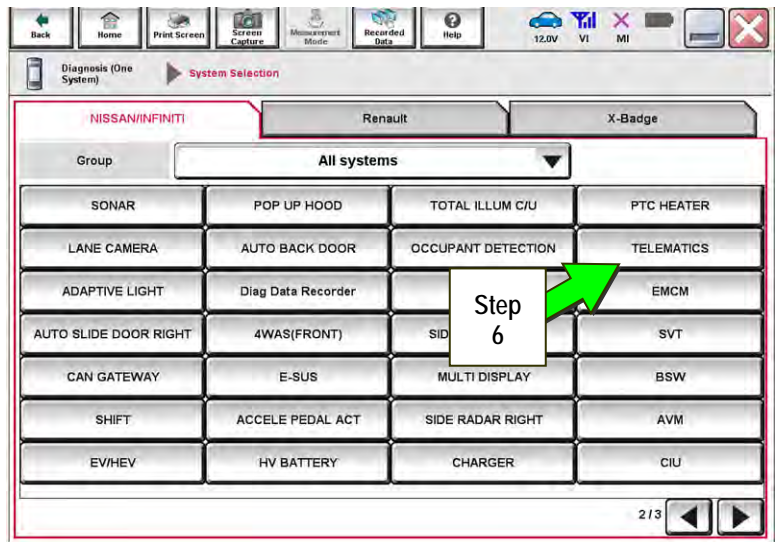 Back
Home
Print Screen
Screen Capture
Measurement Mode
Recorded Data
Help
12.0V
VI
MI
Diagnosis (One System)
System Selection
NISSAN/INFINITI
Renault
X-Badge
Group
All systems
SONAR
POP UP HOOD
TOTAL ILLUM C/U
PTC HEATER
LANE CAMERA
AUTO BACK DOOR
OCCUPANT DETECTION
TELEMATICS
ADAPTIVE LIGHT
Diag Data Recorder
EMCM
Step
6
AUTO SLIDE DOOR RIGHT
4WAS(FRONT)
SID
SVT
CAN GATEWAY
E-SUS
MULTI DISPLAY
BSW
SHIFT
ACCELE PEDAL ACT
SIDE RADAR RIGHT
AVM
EV/HEV
HV BATTERY
CHARGER
CIU
2/3